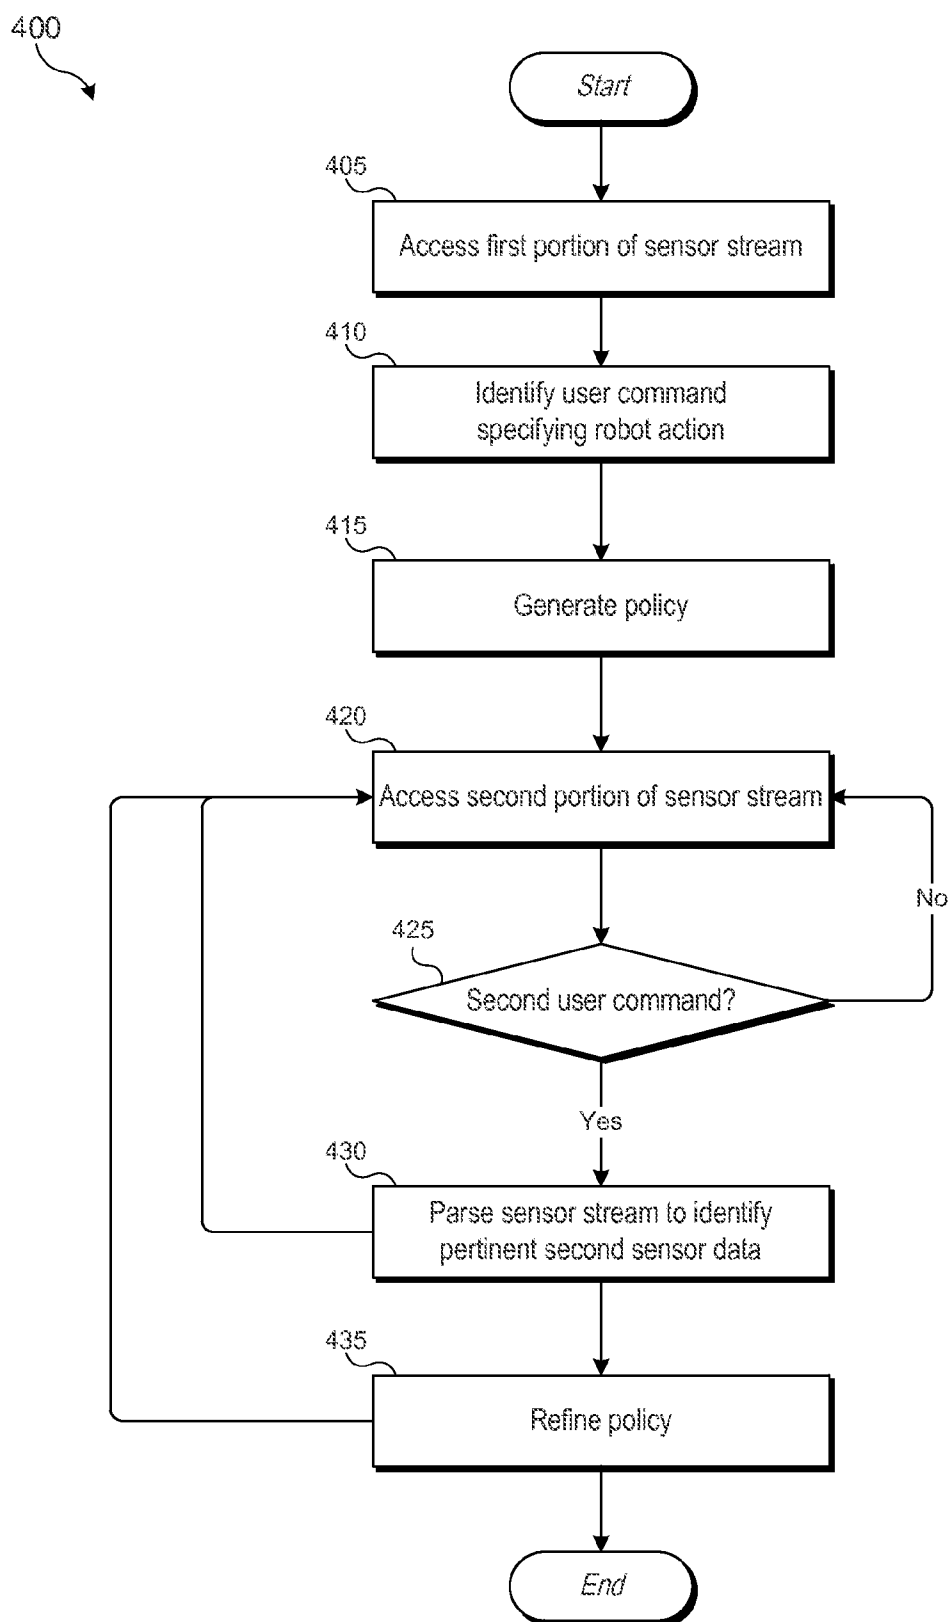 400
Start
405
Access first portion of sensor stream
410
Identify user command
specifying robot action
415
Generate policy
420
Access second portion of sensor stream
No
425
Second user command?
Yes
430
Parse sensor stream to identify
pertinent second sensor data
435
Refine policy
End